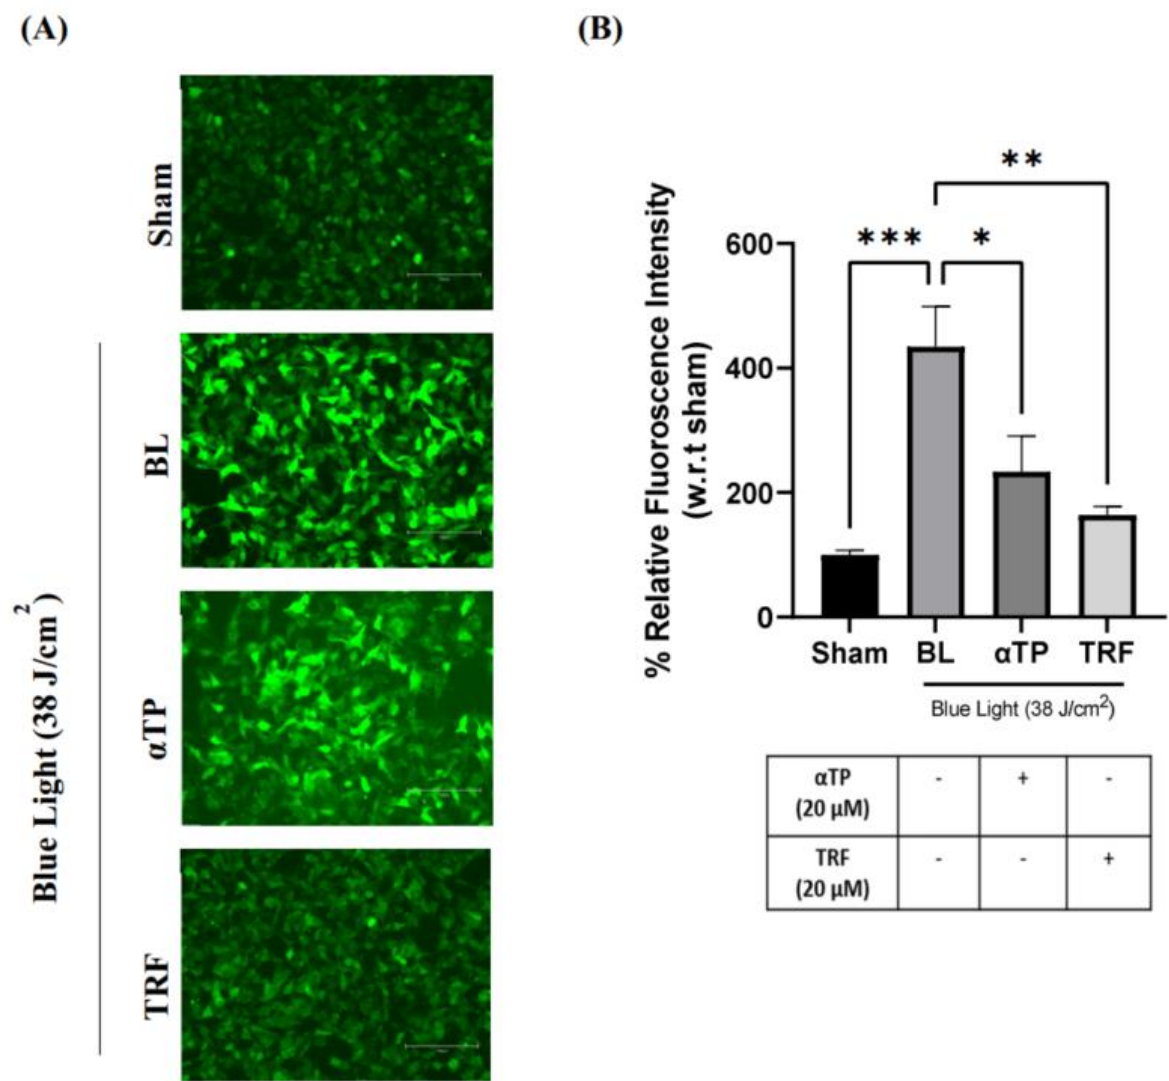 (A)
Sham
BL
αTP
TRF
Blue Light (38 J/cm²)
(B)
% Relative Fluoroscence Intensity
(w.r.t sham)
**
***
*
600
400
200
0
Sham BL αTP TRF
Blue Light (38 J/cm²)
αTP
(20 µM)
- + -
TRF
(20 µM)
- - +